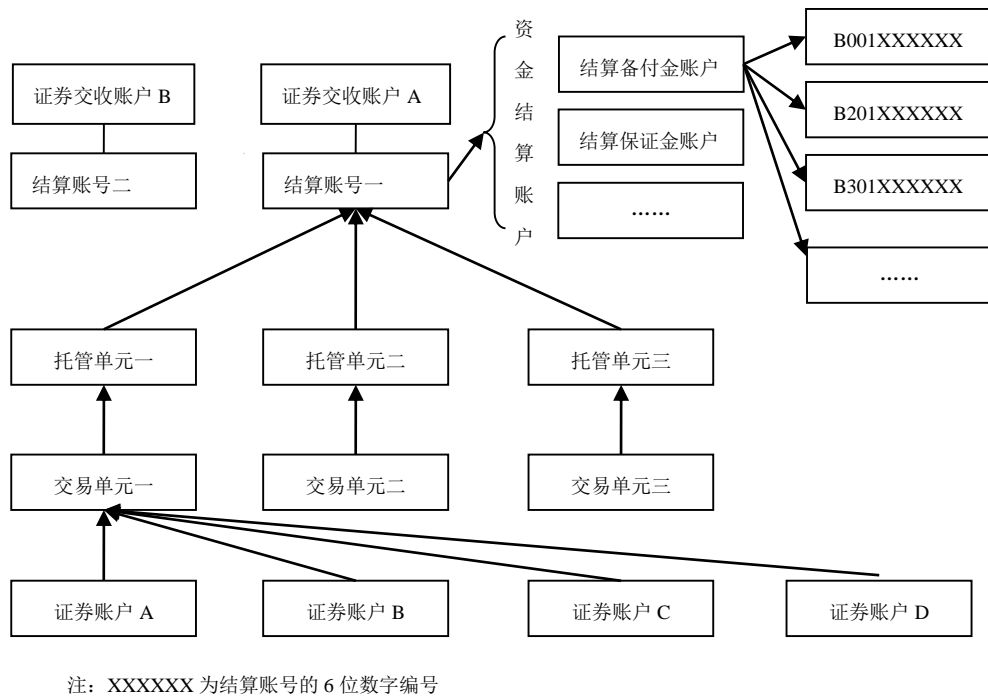 资金结算账户
B001XXXXXX
结算备付金账户
证券交收账户 B
证券交收账户 A
B201XXXXXX
结算保证金账户
结算账号二
结算账号一
B301XXXXXX
……
……
托管单元一
托管单元二
托管单元三
交易单元一
交易单元二
交易单元三
证券账户 A
证券账户 B
证券账户 C
证券账户 D
注：XXXXXX 为结算账号的 6 位数字编号